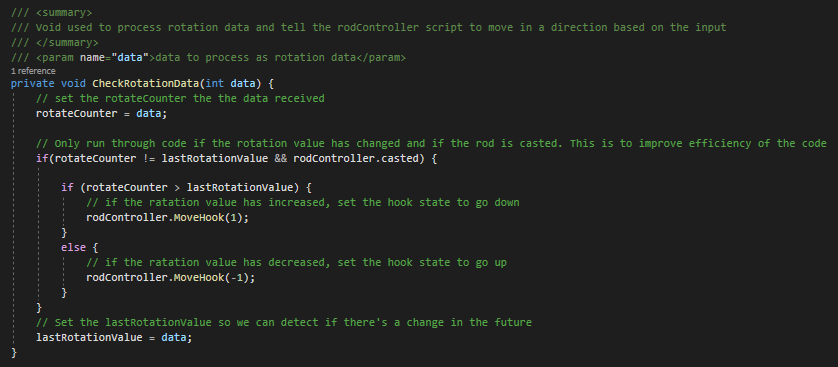 /// <summary>
/// Void used to process rotation data and tell the rodController script to move in a direction based on the input
/// </summary>
/// <param name="data">data to process as rotation data</param>
1 reference
private void CheckRotationData(int data) {
    // set the rotateCounter the the data received
    rotateCounter = data;

    // Only run through code if the rotation value has changed and if the rod is casted. This is to improve efficiency of the code
    if(rotateCounter != lastRotationValue && rodController.casted) {

        if (rotateCounter > lastRotationValue) {
            // if the ratation value has increased, set the hook state to go down
            rodController.MoveHook(1);
        }
        else {
            // if the ratation value has decreased, set the hook state to go up
            rodController.MoveHook(-1);
        }
    }
    // Set the lastRotationValue so we can detect if there's a change in the future
    lastRotationValue = data;
}